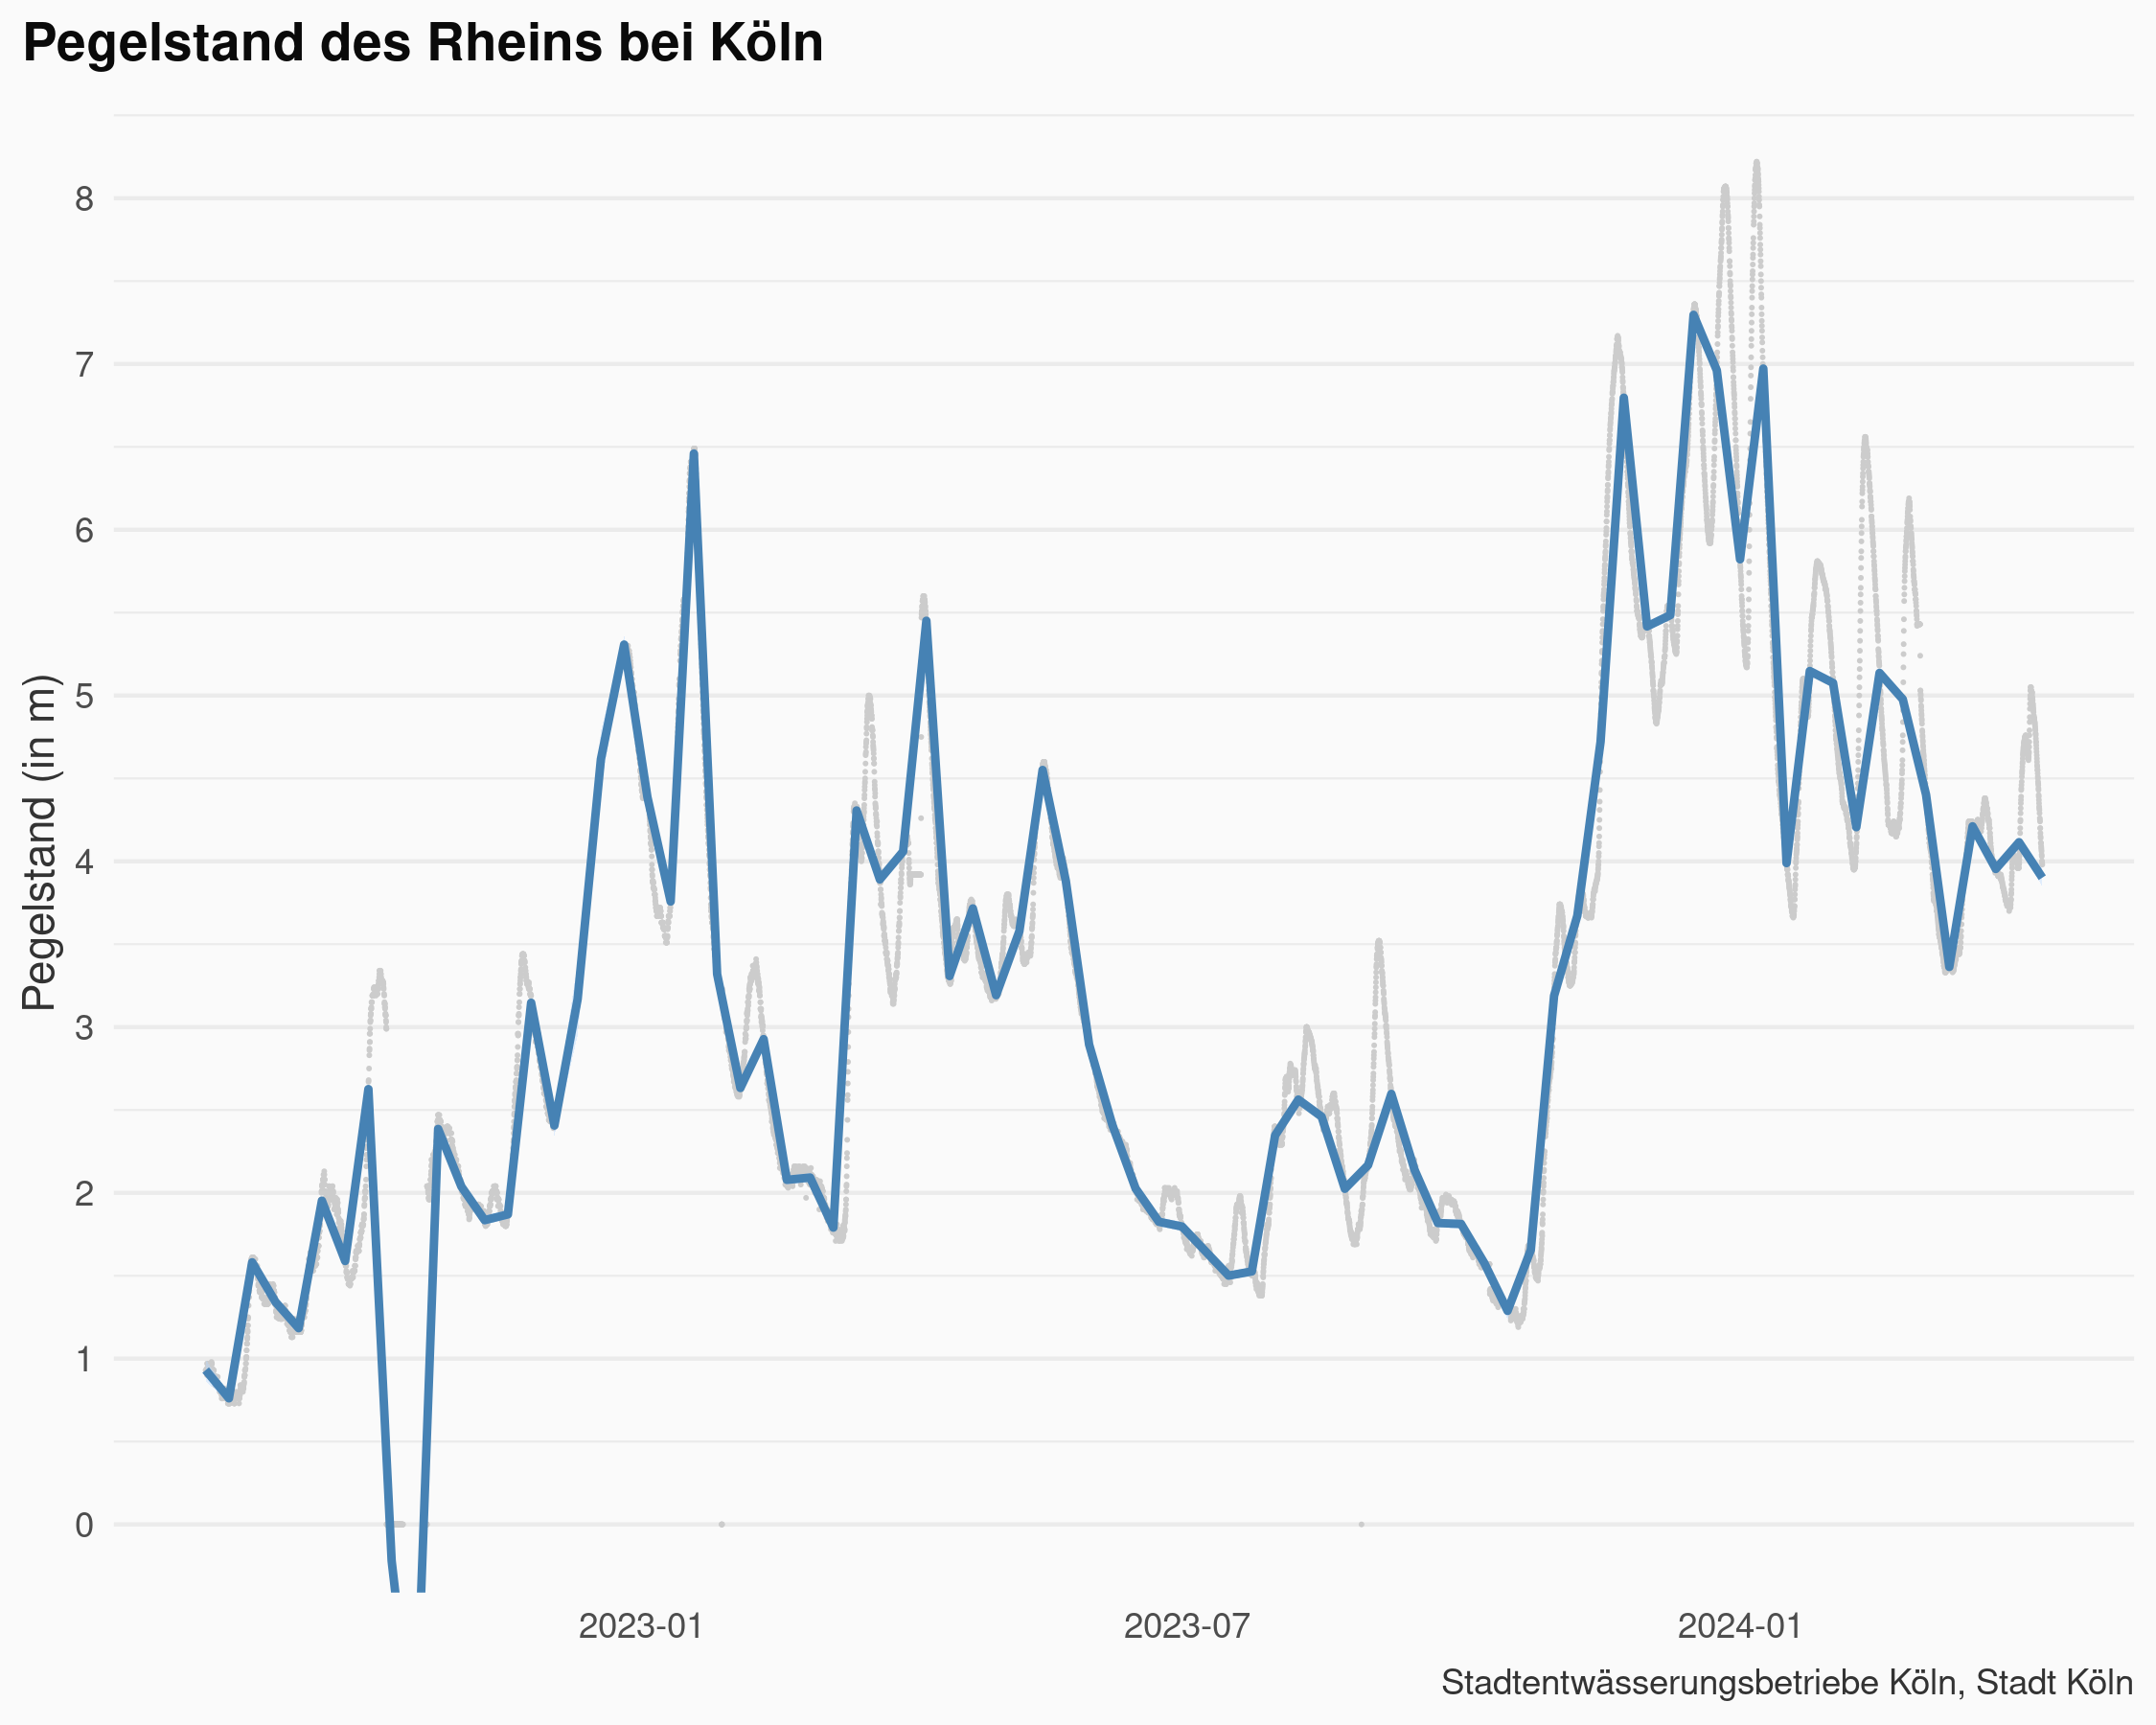 Pegelstand des Rheins bei Köln
Pegelstand (in m)
8
7
6
5
4
3
2
1
0
2023-01 2023-07 2024-01
Stadtentwässerungsbetriebe Köln, Stadt Köln